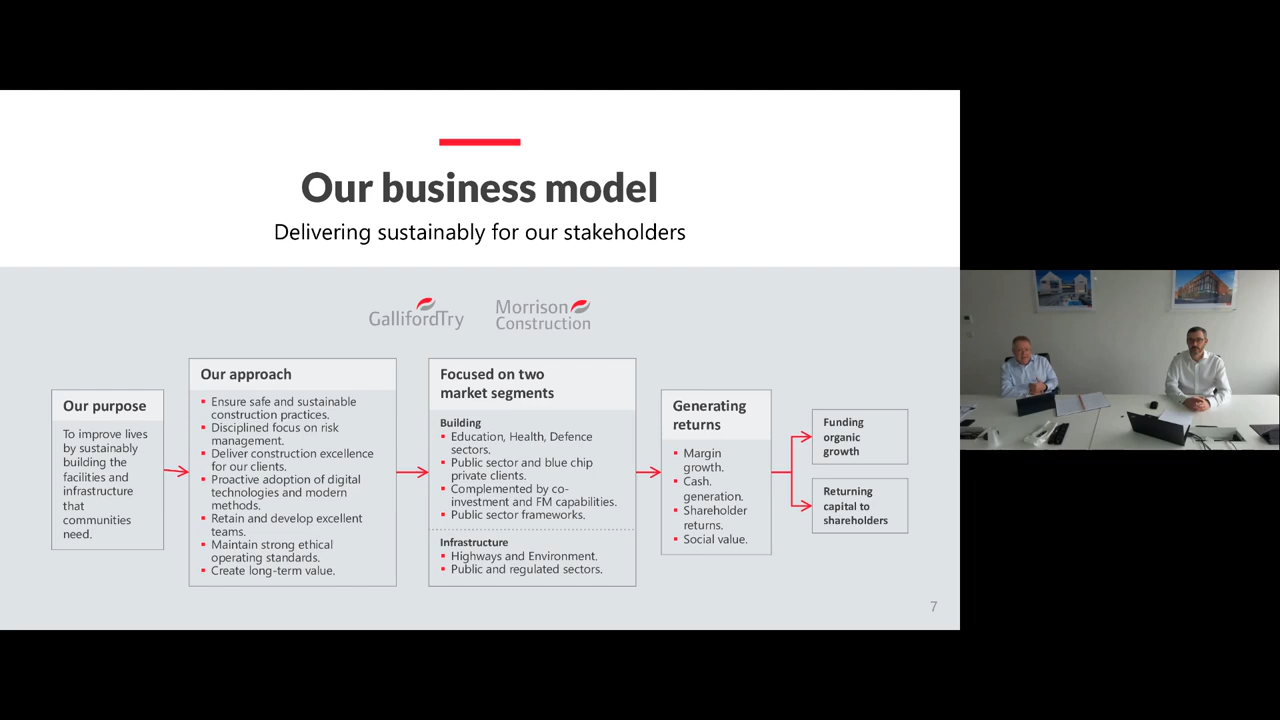 Our business model
Delivering sustainably for our stakeholders
GallifordTry
Morrison
Construction
Our purpose
To improve lives
by sustainably
building the
facilities and
infrastructure
that
communities
need.
Our approach
Ensure safe and sustainable
construction practices.
Disciplined focus on risk
management.
Deliver construction excellence
for our clients.
Proactive adoption of digital
technologies and modern
methods.
Retain and develop excellent
teams.
Maintain strong ethical
operating standards.
Create long-term value.
Focused on two
market segments
Building
Education, Health, Defence
sectors.
Public sector and blue chip
private clients.
Complemented by co-
investment and FM capabilities.
Public sector frameworks.
Infrastructure
Highways and Environment.
Public and regulated sectors.
Generating
returns
Margin
growth.
Cash.
generation.
Shareholder
returns.
Social value.
Funding
organic
growth
Returning
capital to
shareholders
7